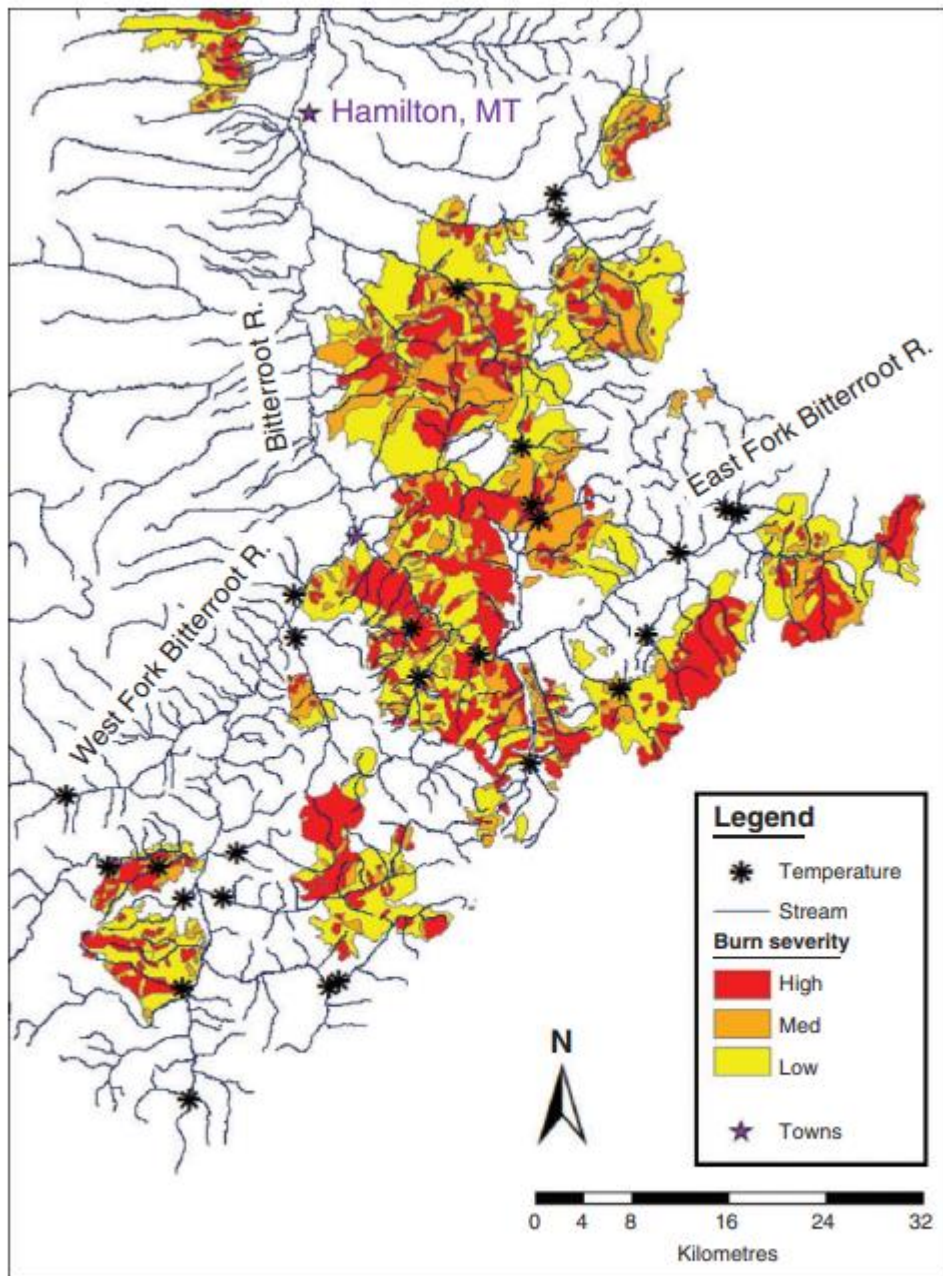 Hamilton, MT
Bitterroot R.
East Fork Bitterroot R.
West Fork Bitterroot R.
Legend
Temperature
Stream
Burn severity
High
Med
Low
Towns
N
0 4 8 16 24 32
Kilometres